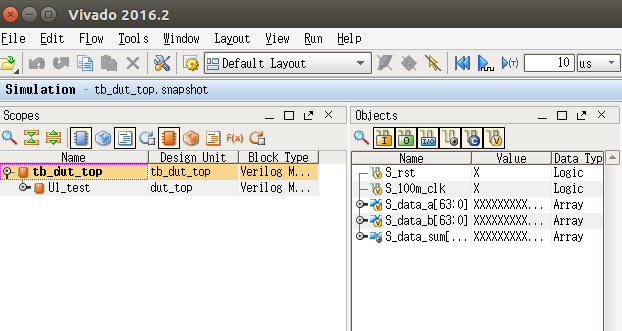 Vivado 2016.2
File Edit Flow Tools Window Layout View Run Help
Default Layout (T) 10 us
Simulation - tb_dut_top.snapshot
Scopes
F(x)
Name Design Unit Block Type
tb_dut_top tb_dut_top Verilog M...
U1_test dut_top Verilog M...
Objects
I O I/O C V
Name Value Data Typ
S_rst X Logic
S_100m_clk X Logic
S_data_a[63:0] XXXXXXXXX... Array
S_data_b[63:0] XXXXXXXXX... Array
S_data_sum[... XXXXXXXXX... Array